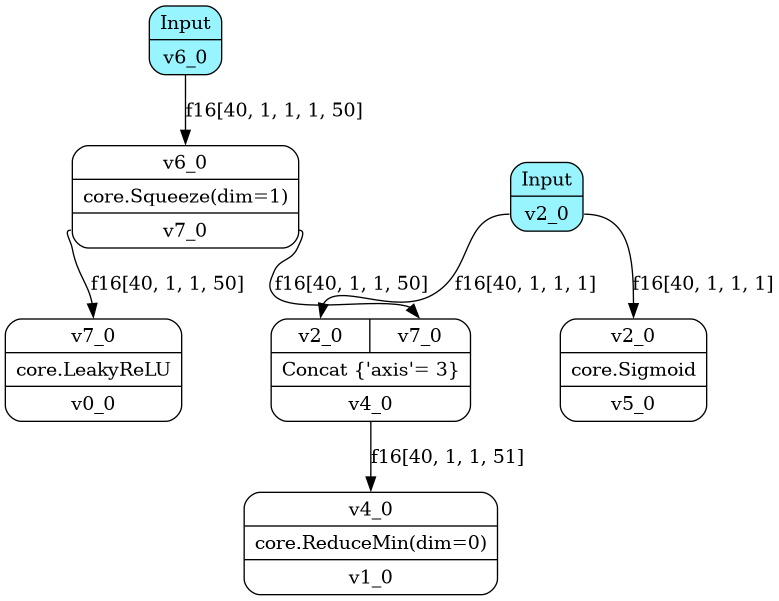 Input
v6_0
f16[40, 1, 1, 1, 50]
v6_0
core.Squeeze(dim=1)
v7_0
Input
v2_0
f16[40, 1, 1, 50]
f16[40, 1, 1, 50]
f16[40, 1, 1, 1]
f16[40, 1, 1, 1]
v7_0
core.LeakyReLU
v0_0
v2_0 v7_0
Concat {'axis'= 3}
v4_0
v2_0
core.Sigmoid
v5_0
f16[40, 1, 1, 51]
v4_0
core.ReduceMin(dim=0)
v1_0